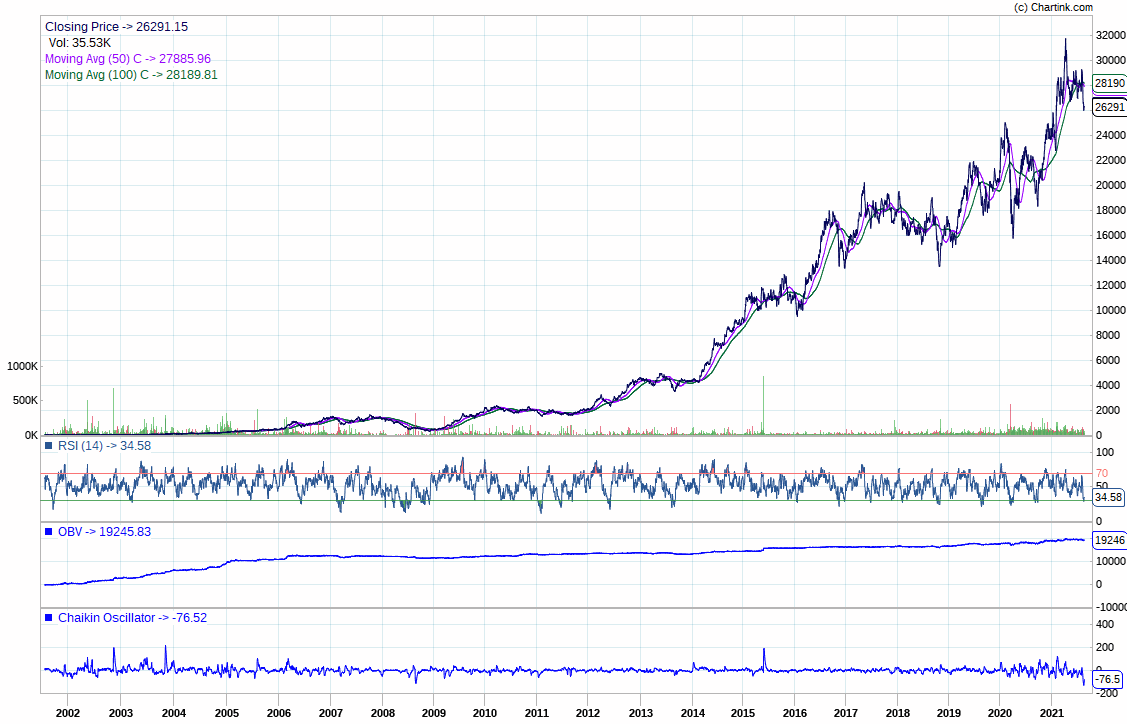 (c) Chartink.com
Closing Price -> 26291.15
Vol: 35.53K
Moving Avg (50) C -> 27885.96
Moving Avg (100) C -> 28189.81
32000
30000
28190
26291
24000
22000
20000
18000
16000
14000
12000
10000
8000
6000
4000
2000
0
1000K
500K
0K
RSI (14) -> 34.58
100
70
50
34.58
0
OBV -> 19245.83
19246
10000
0
-10000
Chaikin Oscillator -> -76.52
400
200
0
-76.5
-200
2002 2003 2004 2005 2006 2007 2008 2009 2010 2011 2012 2013 2014 2015 2016 2017 2018 2019 2020 2021